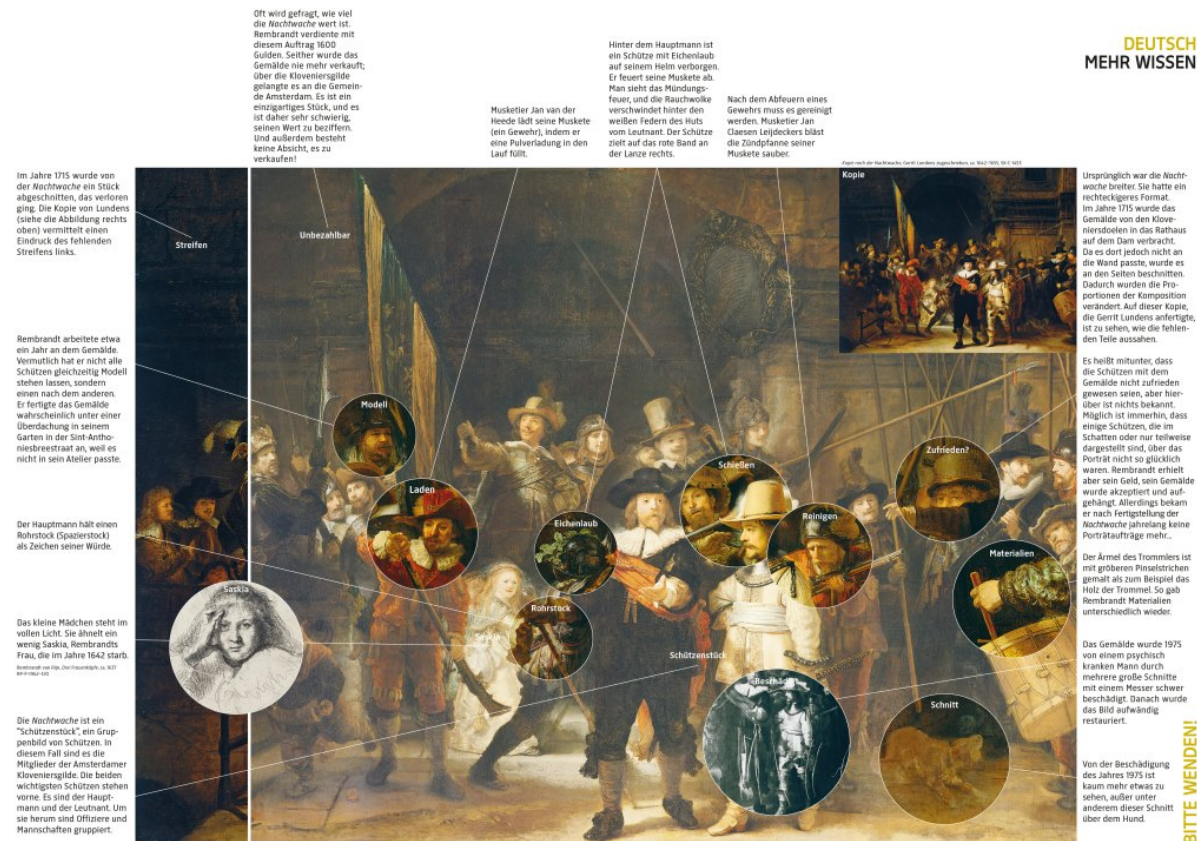 Oft wird gefragt, wie viel
die Nachtwache wert ist.
Rembrandt verdiente mit
diesem Auftrag 1600
Gulden. Seither wurde das
Gemälde nie mehr verkauft;
über die Kloveniersgilde
gelangte es an die Gemein-
de Amsterdam. Es ist ein
einzigartiges Stück, und es
ist daher sehr schwierig,
seinen Wert zu beziffern.
Und außerdem besteht
keine Absicht, es zu
verkaufen!
Musketier Jan van der
Heede lädt seine Muskete
(ein Gewehr), indem er
eine Pulverladung in den
Lauf füllt.
Hinter dem Hauptmann ist
ein Schütze mit Eichenlaub
auf seinem Helm verborgen.
Er feuert seine Muskete ab.
Man sieht das Mündungs-
feuer, und die Rauchwolke
verschwindet hinter den
weißen Federn des Huts
vom Leutnant. Der Schütze
zielt auf das rote Band an
der Lanze rechts.
Nach dem Abfeuern eines
Gewehrs muss es gereinigt
werden. Musketier Jan
Claesen Leijdeckers bläst
die Zündpfanne seiner
Muskete sauber.
DEUTSCH
MEHR WISSEN
Im Jahre 1715 wurde von
der Nachtwache ein Stück
abgeschnitten, das verloren
ging. Die Kopie von Lundens
(siehe die Abbildung rechts
oben) vermittelt einen
Eindruck des fehlenden
Streifens links.
Rembrandt arbeitete etwa
ein Jahr an dem Gemälde.
Vermutlich hat er nicht alle
Schützen gleichzeitig Modell
stehen lassen, sondern
einen nach dem anderen.
Er fertigte das Gemälde
wahrscheinlich unter einer
Überdachung in seinem
Garten in der Sint-Antho-
niesbreestraat an, weil es
nicht in sein Atelier passte.
Der Hauptmann hält einen
Rohrstock (Spazierstock)
als Zeichen seiner Würde.
Das kleine Mädchen steht im
vollen Licht. Sie ähnelt ein
wenig Saskia, Rembrandts
Frau, die im Jahre 1642 starb.
Rembrandt van Rijn, Drei Frauenköpfe, ca. 1637
RP-P-1962-120
Die Nachtwache ist ein
"Schützenstück", ein Grup-
penbild von Schützen. In
diesem Fall sind es die
Mitglieder der Amsterdamer
Kloveniersgilde. Die beiden
wichtigsten Schützen stehen
vorne. Es sind der Haupt-
mann und der Leutnant. Um
sie herum sind Offiziere und
Mannschaften gruppiert.
Streifen
Unbezahlbar
Kopie nach der Nachtwache, Gerrit Lundens zugeschrieben, ca. 1642-1655, SK-C-1453
Kopie
Modell
Laden
Eichenlaub
Schießen
Reinigen
Zufrieden?
Materialien
Saskia
Saskia
Rohrstock
Schützenstück
Beschädigt
Schnitt
Ursprünglich war die Nacht-
wache breiter. Sie hatte ein
rechteckigeres Format.
Im Jahre 1715 wurde das
Gemälde von den Klove-
niersdoelen in das Rathaus
auf dem Dam verbracht.
Da es dort jedoch nicht an
die Wand passte, wurde es
an den Seiten beschnitten.
Dadurch wurden die Pro-
portionen der Komposition
verändert. Auf dieser Kopie,
die Gerrit Lundens anfertigte,
ist zu sehen, wie die fehlen-
den Teile aussahen.
Es heißt mitunter, dass
die Schützen mit dem
Gemälde nicht zufrieden
gewesen seien, aber hier-
über ist nichts bekannt.
Möglich ist immerhin, dass
einige Schützen, die im
Schatten oder nur teilweise
dargestellt sind, über das
Porträt nicht so glücklich
waren. Rembrandt erhielt
aber sein Geld, sein Gemälde
wurde akzeptiert und auf-
gehängt. Allerdings bekam
er nach Fertigstellung der
Nachtwache jahrelang keine
Porträtaufträge mehr...
Der Ärmel des Trommlers ist
mit gröberen Pinselstrichen
gemalt als zum Beispiel das
Holz der Trommel. So gab
Rembrandt Materialien
unterschiedlich wieder.
Das Gemälde wurde 1975
von einem psychisch
kranken Mann durch
mehrere große Schnitte
mit einem Messer schwer
beschädigt. Danach wurde
das Bild aufwändig
restauriert.
Von der Beschädigung
des Jahres 1975 ist
kaum mehr etwas zu
sehen, außer unter
anderem dieser Schnitt
über dem Hund.
BITTE WENDEN!